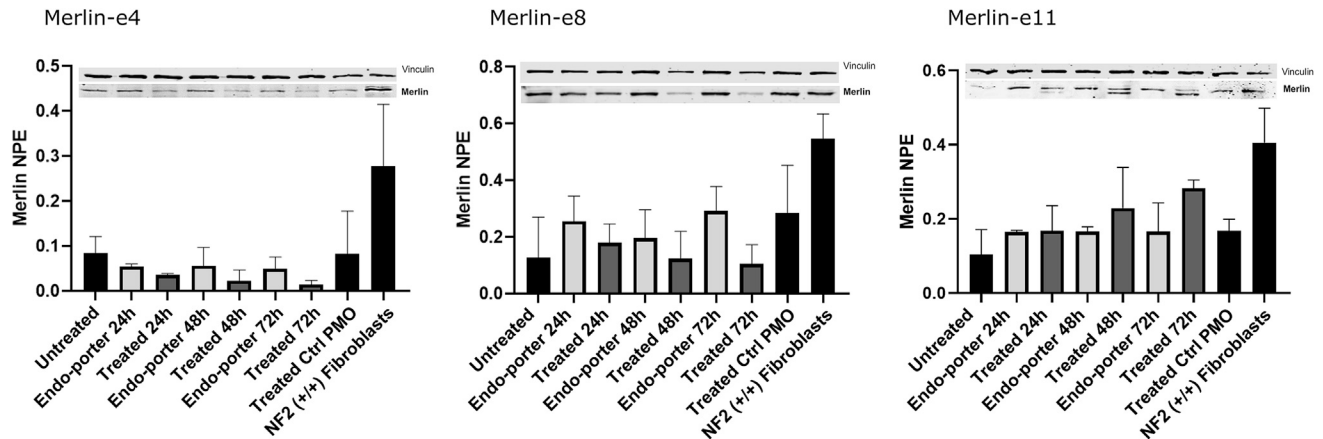 Merlin-e4
Merlin NPE
0.5
0.4
0.3
0.2
0.1
0.0
Vinculin
Merlin
Untreated
Endo-porter 24h
Treated 24h
Endo-porter 48h
Treated 48h
Endo-porter 72h
Treated 72h
Treated Ctrl PMO
NF2 (+/+) Fibroblasts
Merlin-e8
Merlin NPE
0.8
0.6
0.4
0.2
0.0
Vinculin
Merlin
Untreated
Endo-porter 24h
Treated 24h
Endo-porter 48h
Treated 48h
Endo-porter 72h
Treated 72h
Treated Ctrl PMO
NF2 (+/+) Fibroblasts
Merlin-e11
Merlin NPE
0.6
0.4
0.2
0.0
Vinculin
Merlin
Untreated
Endo-porter 24h
Treated 24h
Endo-porter 48h
Treated 48h
Endo-porter 72h
Treated 72h
Treated Ctrl PMO
NF2 (+/+) Fibroblasts